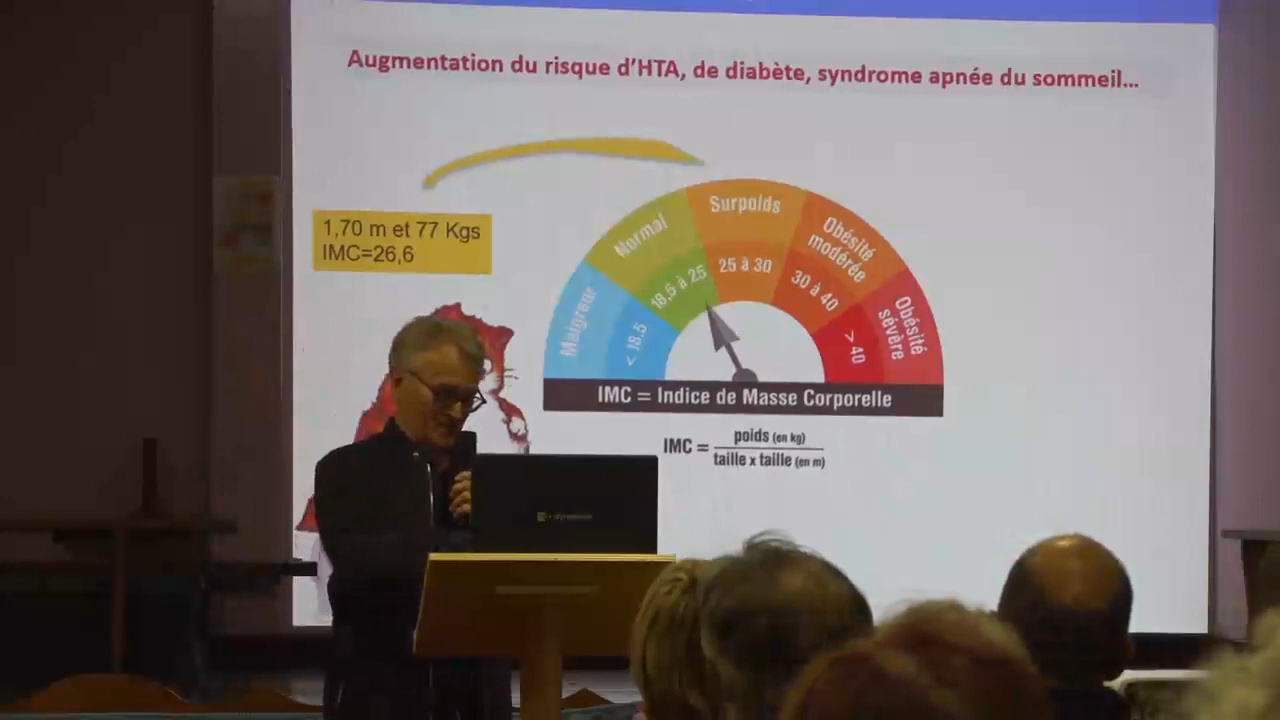 Augmentation du risque d'HTA, de diabète, syndrome apnée du sommeil...
1,70 m et 77 Kgs
IMC=26,6
Maigreur
< 18.5
Normal
18,5 à 25
Surpoids
25 à 30
Obésité
modérée
30 à 40
Obésité
sévère
> 40
IMC = Indice de Masse Corporelle
IMC = poids (en kg)
taille x taille (en m)